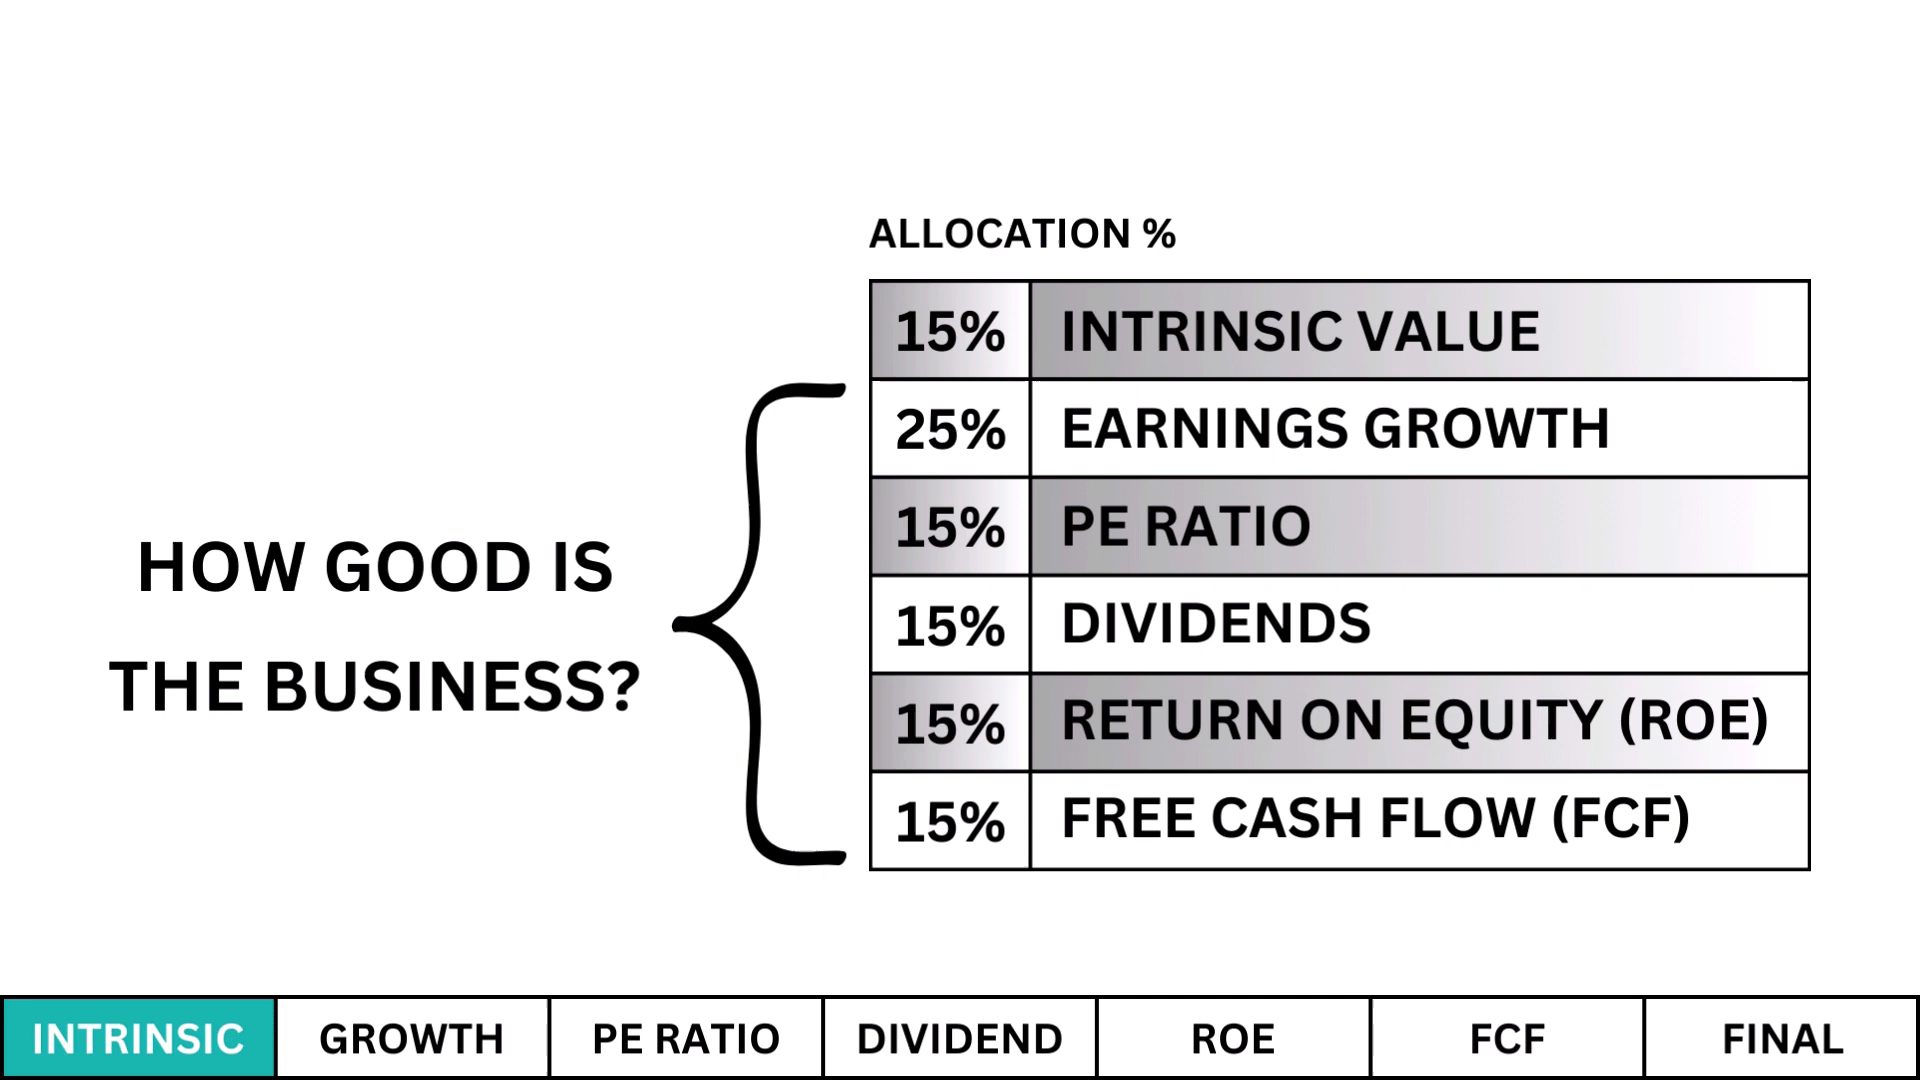 ALLOCATION %
15% INTRINSIC VALUE
25% EARNINGS GROWTH
15% PE RATIO
15% DIVIDENDS
15% RETURN ON EQUITY (ROE)
15% FREE CASH FLOW (FCF)
HOW GOOD IS
THE BUSINESS?
INTRINSIC GROWTH PE RATIO DIVIDEND ROE FCF FINAL